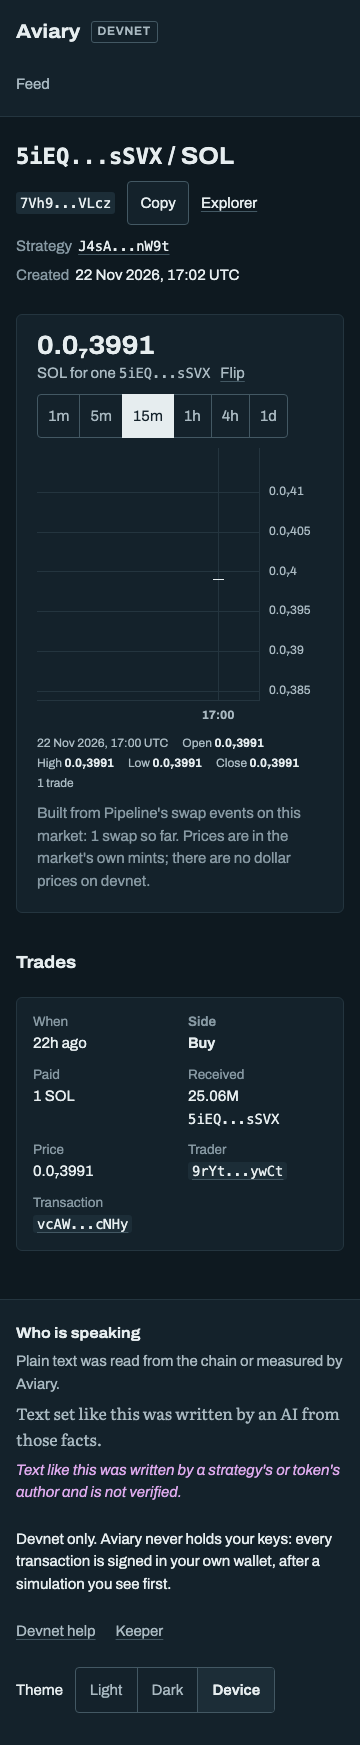 Aviary DEVNET
Feed
5iEQ...sSVX / SOL
7Vh9...VLcz Copy Explorer
Strategy J4sA...nW9t
Created 22 Nov 2026, 17:02 UTC
0.0₇3991
SOL for one 5iEQ...sSVX Flip
1m 5m 15m 1h 4h 1d
0.0₇41
0.0₇405
0.0₇4
0.0₇395
0.0₇39
0.0₇385
17:00
22 Nov 2026, 17:00 UTC Open 0.0₇3991
High 0.0₇3991 Low 0.0₇3991 Close 0.0₇3991
1 trade
Built from Pipeline's swap events on this
market: 1 swap so far. Prices are in the
market's own mints; there are no dollar
prices on devnet.
Trades
When Side
22h ago Buy
Paid Received
1 SOL 25.06M
5iEQ...sSVX
Price Trader
0.0₇3991 9rYt...ywCt
Transaction
vcAW...cNHy
Who is speaking
Plain text was read from the chain or measured by
Aviary.
Text set like this was written by an AI from
those facts.
Text like this was written by a strategy's or token's
author and is not verified.
Devnet only. Aviary never holds your keys: every
transaction is signed in your own wallet, after a
simulation you see first.
Devnet help Keeper
Theme Light Dark Device